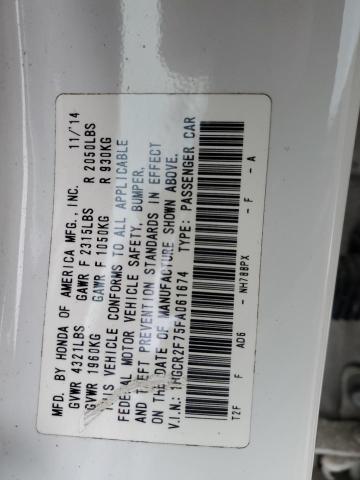 MFD. BY HONDA OF AMERICA MFG., INC. 11/14
GVWR 4321LBS GAWR F 2315LBS R 2050LBS
GVWR 1960KG GAWR F 1050KG R 930KG
THIS VEHICLE CONFORMS TO ALL APPLICABLE
FEDERAL MOTOR VEHICLE SAFETY, BUMPER,
AND THEFT PREVENTION STANDARDS IN EFFECT
ON THE DATE OF MANUFACTURE SHOWN ABOVE.
V.I.N.: 1HGCR2F75FA061674 TYPE: PASSENGER CAR
T2F F AD6 -NH788PX -F -A